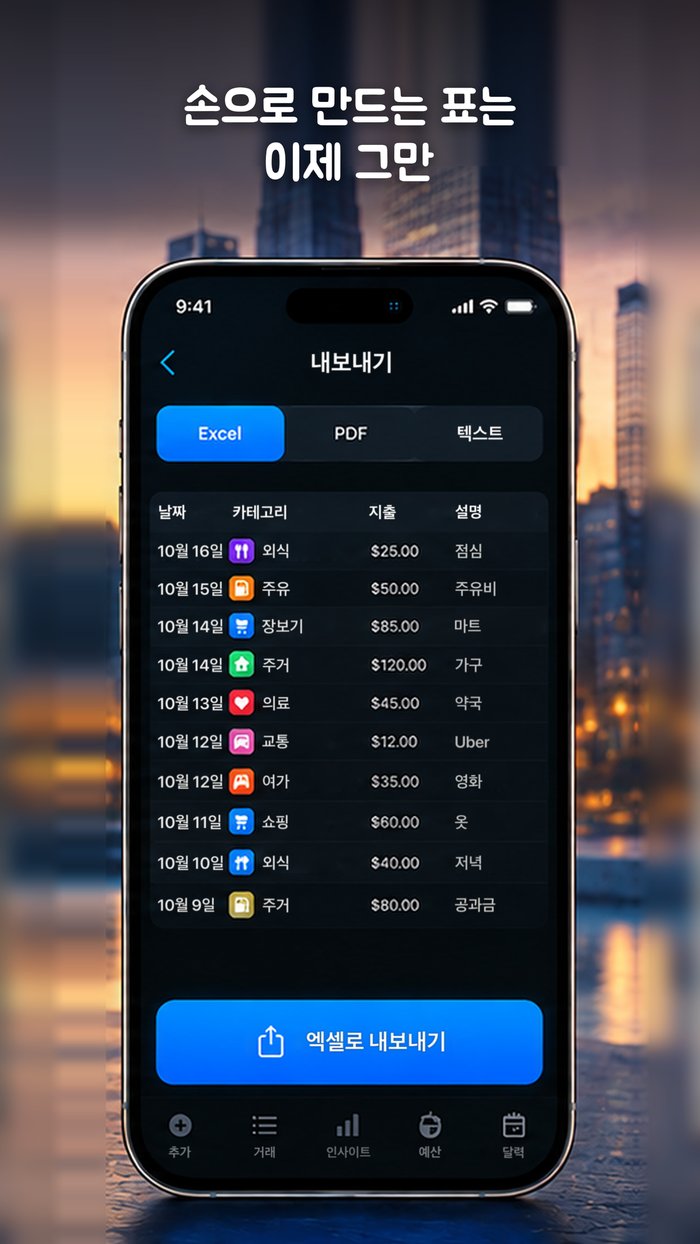 손으로 만드는 표는
이제 그만
9:41
내보내기
Excel PDF 텍스트
날짜 카테고리 지출 설명
10월 16일 외식 $25.00 점심
10월 15일 주유 $50.00 주유비
10월 14일 장보기 $85.00 마트
10월 14일 주거 $120.00 가구
10월 13일 의료 $45.00 약국
10월 12일 교통 $12.00 Uber
10월 12일 여가 $35.00 영화
10월 11일 쇼핑 $60.00 옷
10월 10일 외식 $40.00 저녁
10월 9일 주거 $80.00 공과금
엑셀로 내보내기
추가 거래 인사이트 예산 달력